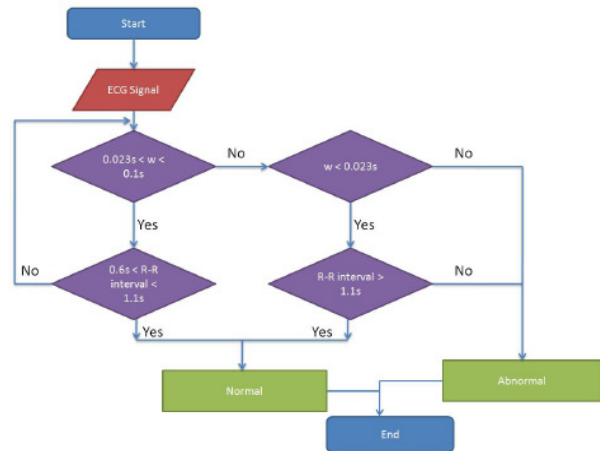 Start
ECG Signal
0.023s < w <
0.1s
No
w < 0.023s
No
Yes
Yes
No
0.6s < R-R
interval <
1.1s
R-R interval >
1.1s
No
Yes
Yes
Normal
Abnormal
End